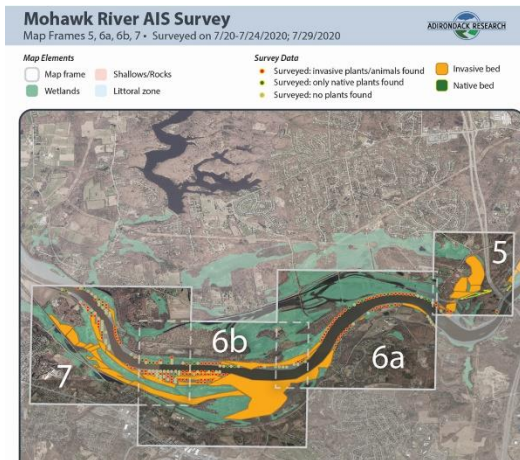 Mohawk River AIS Survey
Map Frames 5, 6a, 6b, 7 • Surveyed on 7/20-7/24/2020; 7/29/2020
ADIRONDACK RESEARCH
Map Elements
Map frame
Shallows/Rocks
Wetlands
Littoral zone
Survey Data
Surveyed: invasive plants/animals found
Surveyed: only native plants found
Surveyed: no plants found
Invasive bed
Native bed
5
6b
6a
7